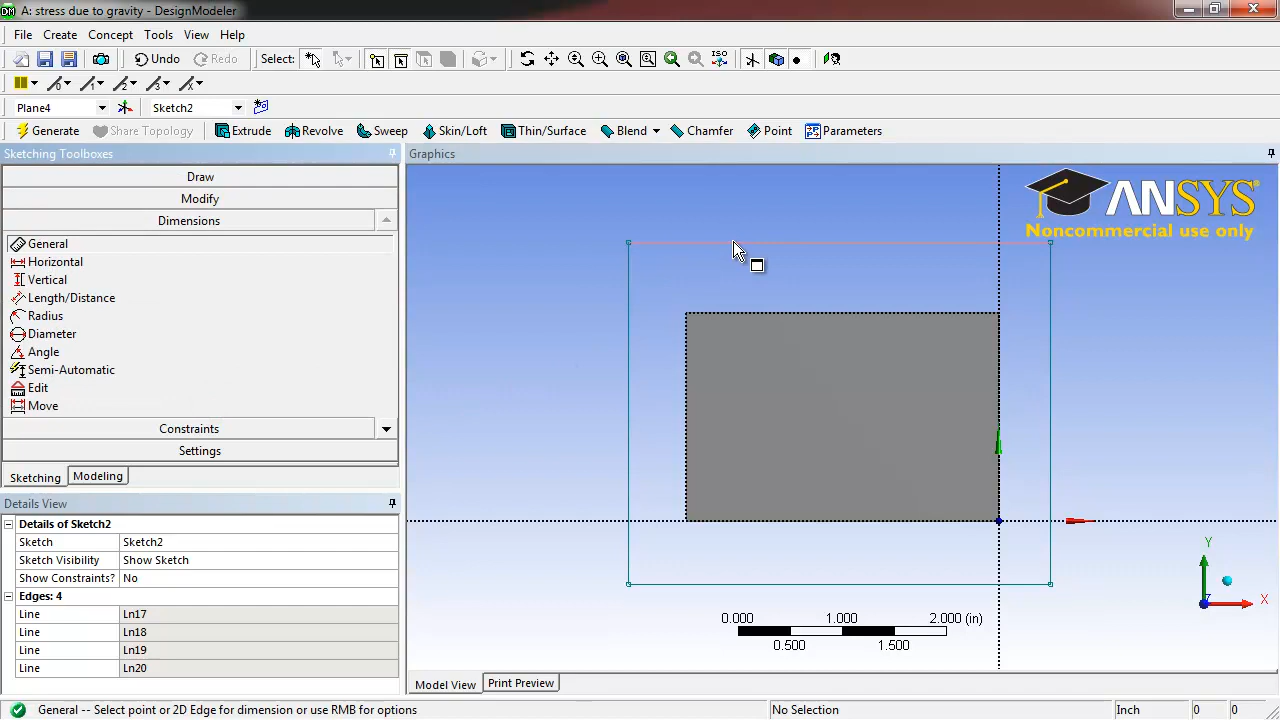 A: stress due to gravity - DesignModeler
File Create Concept Tools View Help
Undo Redo Select: ISO
Plane4 Sketch2
Generate Share Topology Extrude Revolve Sweep Skin/Loft Thin/Surface Blend Chamfer Point Parameters
Sketching Toolboxes
Draw
Modify
Dimensions
General
Horizontal
Vertical
Length/Distance
Radius
Diameter
Angle
Semi-Automatic
Edit
Move
Constraints
Settings
Sketching Modeling
Details View
Details of Sketch2
Sketch Sketch2
Sketch Visibility Show Sketch
Show Constraints? No
Edges: 4
Line Ln17
Line Ln18
Line Ln19
Line Ln20
Graphics
ANSYS
Noncommercial use only
Y
X
0.000 1.000 2.000 (in)
0.500 1.500
Model View Print Preview
General -- Select point or 2D Edge for dimension or use RMB for options No Selection Inch 0 0